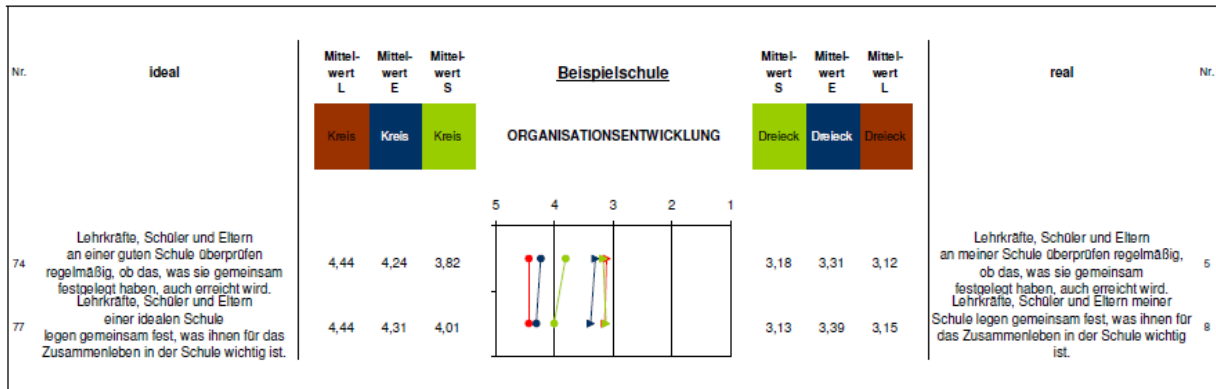 Nr.
ideal
Mittel-
wert
L
Mittel-
wert
E
Mittel-
wert
S
Beispielschule
Mittel-
wert
S
Mittel-
wert
E
Mittel-
wert
L
real
Nr.
Kreis
Kreis
Kreis
ORGANISATIONSENTWICKLUNG
Dreieck
Dreieck
Dreieck
5 4 3 2 1
74
Lehrkräfte, Schüler und Eltern
an einer guten Schule überprüfen
regelmäßig, ob das, was sie gemeinsam
festgelegt haben, auch erreicht wird.
4,44 4,24 3,82
3,18 3,31 3,12
Lehrkräfte, Schüler und Eltern
an meiner Schule überprüfen regelmäßig,
ob das, was sie gemeinsam
festgelegt haben, auch erreicht wird.
5
77
Lehrkräfte, Schüler und Eltern
einer idealen Schule
legen gemeinsam fest, was ihnen für das
Zusammenleben in der Schule wichtig ist.
4,44 4,31 4,01
3,13 3,39 3,15
Lehrkräfte, Schüler und Eltern meiner
Schule legen gemeinsam fest, was ihnen für
das Zusammenleben in der Schule wichtig
ist.
8